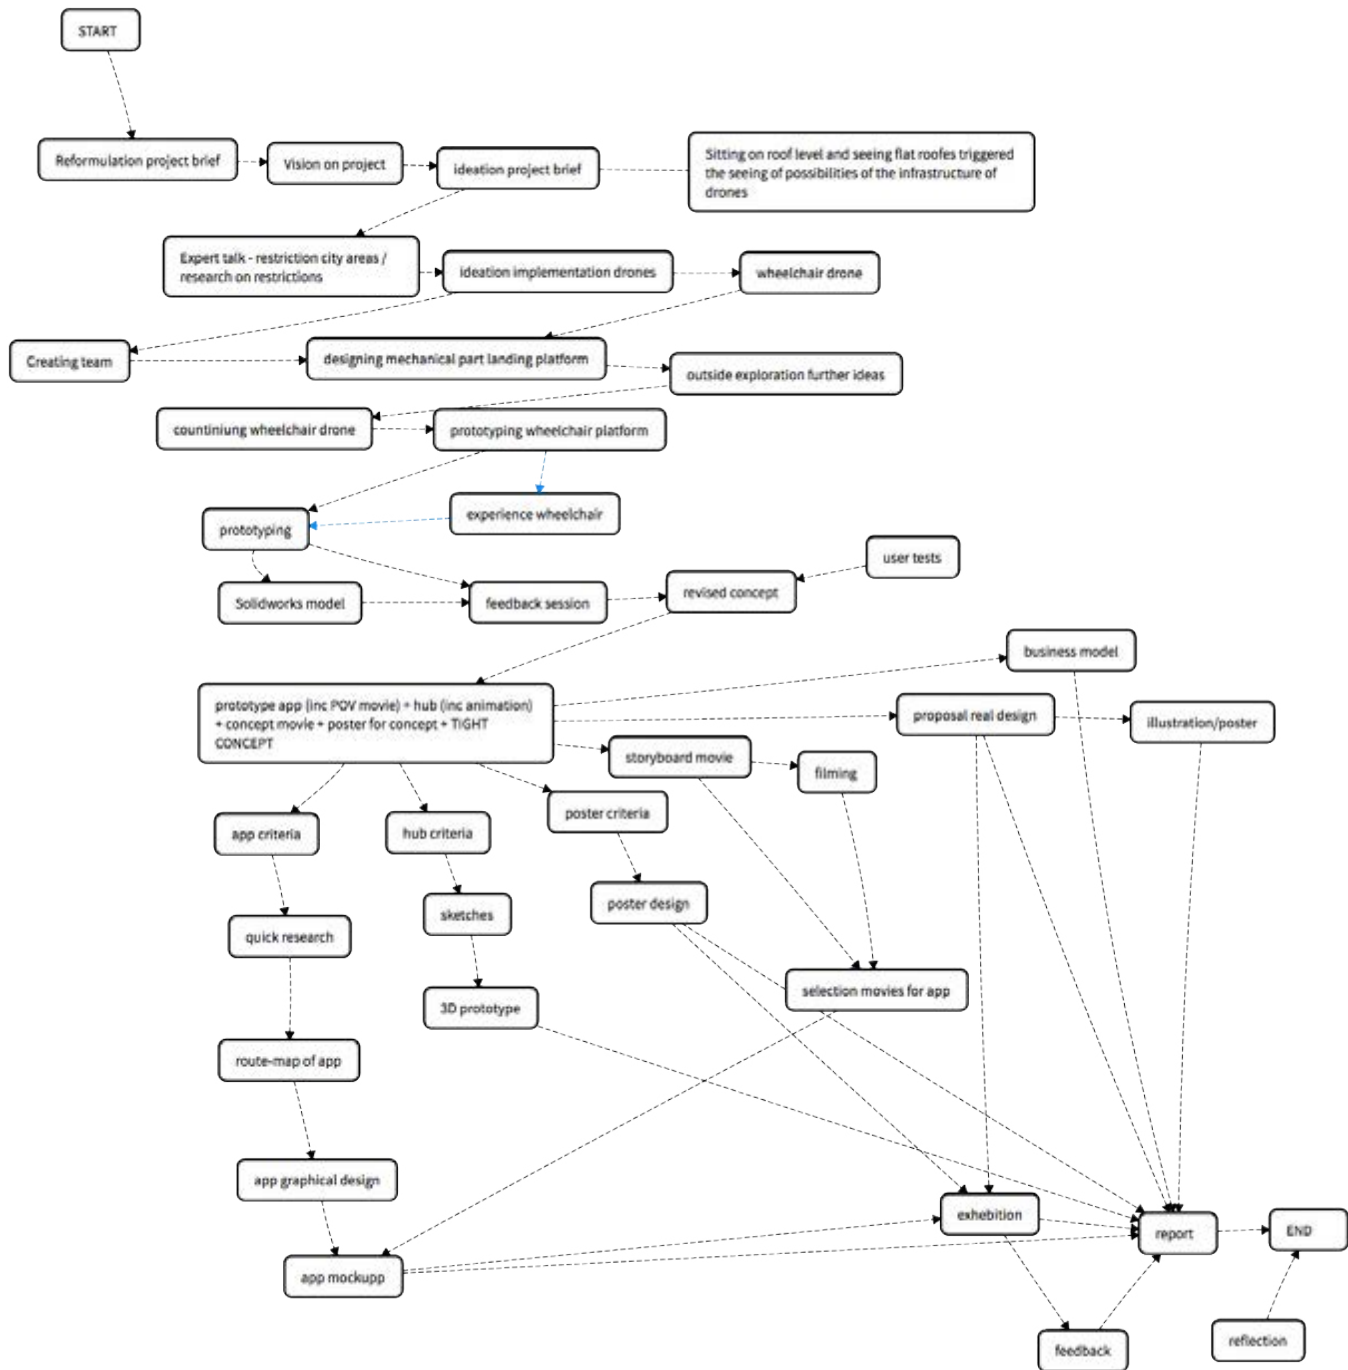 START
Reformulation project brief
Vision on project
ideation project brief
Sitting on roof level and seeing flat roofes triggered
the seeing of possibilities of the infrastructure of
drones
Expert talk - restriction city areas /
research on restrictions
ideation implementation drones
wheelchair drone
Creating team
designing mechanical part landing platform
outside exploration further ideas
countiniung wheelchair drone
prototyping wheelchair platform
experience wheelchair
prototyping
user tests
Solidworks model
feedback session
revised concept
business model
prototype app (inc POV movie) + hub (inc animation)
+ concept movie + poster for concept + TIGHT
CONCEPT
proposal real design
illustration/poster
storyboard movie
filming
app criteria
hub criteria
poster criteria
sketches
poster design
quick research
selection movies for app
3D prototype
route-map of app
app graphical design
exhebition
report
END
app mockupp
feedback
reflection